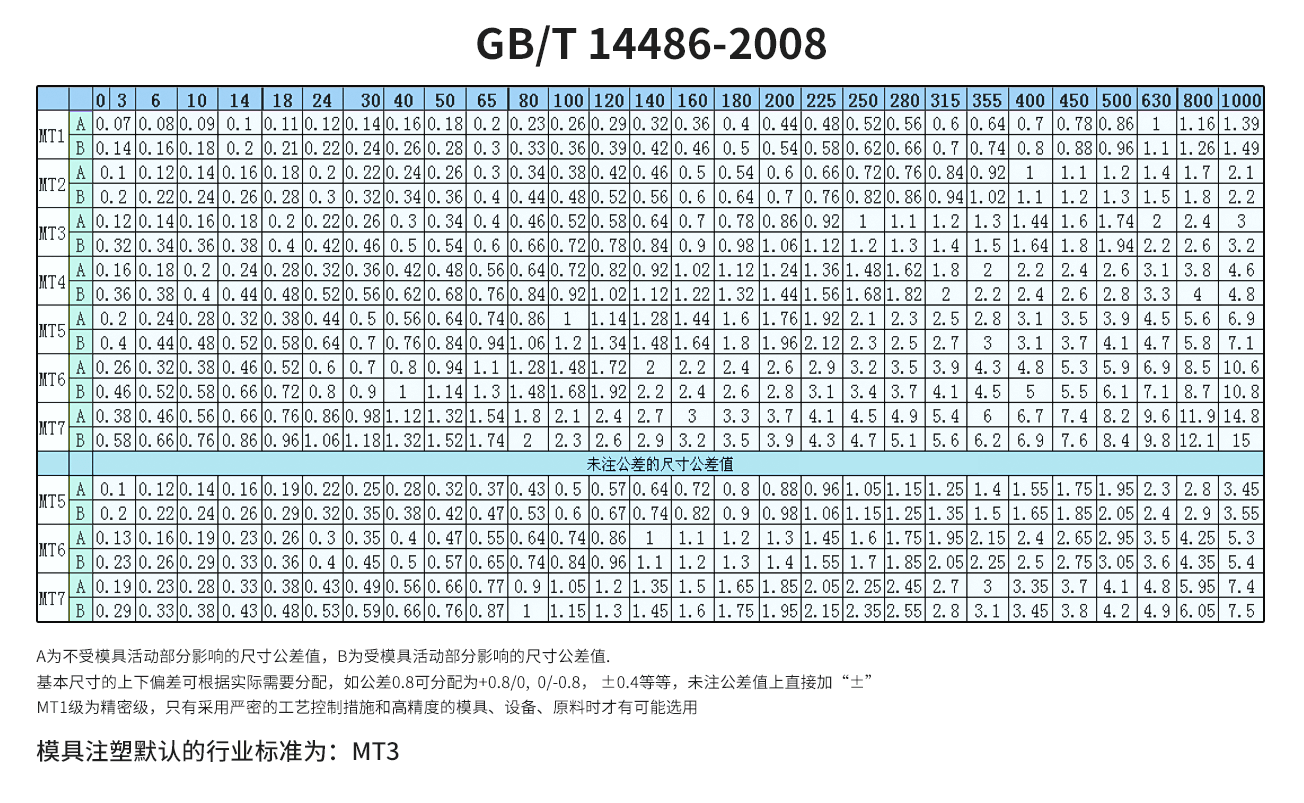 GB/T 14486-2008
0 3 6 10 14 18 24 30 40 50 65 80 100 120 140 160 180 200 225 250 280 315 355 400 450 500 630 800 1000
MT1 A 0.07 0.08 0.09 0.1 0.11 0.12 0.14 0.16 0.18 0.2 0.23 0.26 0.29 0.32 0.36 0.4 0.44 0.48 0.52 0.56 0.6 0.64 0.7 0.78 0.86 1 1.16 1.39
B 0.14 0.16 0.18 0.2 0.21 0.22 0.24 0.26 0.28 0.3 0.33 0.36 0.39 0.42 0.46 0.5 0.54 0.58 0.62 0.66 0.7 0.74 0.8 0.88 0.96 1.1 1.26 1.49
MT2 A 0.1 0.12 0.14 0.16 0.18 0.2 0.22 0.24 0.26 0.3 0.34 0.38 0.42 0.46 0.5 0.54 0.6 0.66 0.72 0.76 0.84 0.92 1 1.1 1.2 1.4 1.7 2.1
B 0.2 0.22 0.24 0.26 0.28 0.3 0.32 0.34 0.36 0.4 0.44 0.48 0.52 0.56 0.6 0.64 0.7 0.76 0.82 0.86 0.94 1.02 1.1 1.2 1.3 1.5 1.8 2.2
MT3 A 0.12 0.14 0.16 0.18 0.2 0.22 0.26 0.3 0.34 0.4 0.46 0.52 0.58 0.64 0.7 0.78 0.86 0.92 1 1.1 1.2 1.3 1.44 1.6 1.74 2 2.4 3
B 0.32 0.34 0.36 0.38 0.4 0.42 0.46 0.5 0.54 0.6 0.66 0.72 0.78 0.84 0.9 0.98 1.06 1.12 1.2 1.3 1.4 1.5 1.64 1.8 1.94 2.2 2.6 3.2
MT4 A 0.16 0.18 0.2 0.24 0.28 0.32 0.36 0.42 0.48 0.56 0.64 0.72 0.82 0.92 1.02 1.12 1.24 1.36 1.48 1.62 1.8 2 2.2 2.4 2.6 3.1 3.8 4.6
B 0.36 0.38 0.4 0.44 0.48 0.52 0.56 0.62 0.68 0.76 0.84 0.92 1.02 1.12 1.22 1.32 1.44 1.56 1.68 1.82 2 2.2 2.4 2.6 2.8 3.3 4 4.8
MT5 A 0.2 0.24 0.28 0.32 0.38 0.44 0.5 0.56 0.64 0.74 0.86 1 1.14 1.28 1.44 1.6 1.76 1.92 2.1 2.3 2.5 2.8 3.1 3.5 3.9 4.5 5.6 6.9
B 0.4 0.44 0.48 0.52 0.58 0.64 0.7 0.76 0.84 0.94 1.06 1.2 1.34 1.48 1.64 1.8 1.96 2.12 2.3 2.5 2.7 3 3.1 3.7 4.1 4.7 5.8 7.1
MT6 A 0.26 0.32 0.38 0.46 0.52 0.6 0.7 0.8 0.94 1.1 1.28 1.48 1.72 2 2.2 2.4 2.6 2.9 3.2 3.5 3.9 4.3 4.8 5.3 5.9 6.9 8.5 10.6
B 0.46 0.52 0.58 0.66 0.72 0.8 0.9 1 1.14 1.3 1.48 1.68 1.92 2.2 2.4 2.6 2.8 3.1 3.4 3.7 4.1 4.5 5 5.5 6.1 7.1 8.7 10.8
MT7 A 0.38 0.46 0.56 0.66 0.76 0.86 0.98 1.12 1.32 1.54 1.8 2.1 2.4 2.7 3 3.3 3.7 4.1 4.5 4.9 5.4 6 6.7 7.4 8.2 9.6 11.9 14.8
B 0.58 0.66 0.76 0.86 0.96 1.06 1.18 1.32 1.52 1.74 2 2.3 2.6 2.9 3.2 3.5 3.9 4.3 4.7 5.1 5.6 6.2 6.9 7.6 8.4 9.8 12.1 15
未注公差的尺寸公差值
MT5 A 0.1 0.12 0.14 0.16 0.19 0.22 0.25 0.28 0.32 0.37 0.43 0.5 0.57 0.64 0.72 0.8 0.88 0.96 1.05 1.15 1.25 1.4 1.55 1.75 1.95 2.3 2.8 3.45
B 0.2 0.22 0.24 0.26 0.29 0.32 0.35 0.38 0.42 0.47 0.53 0.6 0.67 0.74 0.82 0.9 0.98 1.06 1.15 1.25 1.35 1.5 1.65 1.85 2.05 2.4 2.9 3.55
MT6 A 0.13 0.16 0.19 0.23 0.26 0.3 0.35 0.4 0.47 0.55 0.64 0.74 0.86 1 1.1 1.2 1.3 1.45 1.6 1.75 1.95 2.15 2.4 2.65 2.95 3.5 4.25 5.3
B 0.23 0.26 0.29 0.33 0.36 0.4 0.45 0.5 0.57 0.65 0.74 0.84 0.96 1.1 1.2 1.3 1.4 1.55 1.7 1.85 2.05 2.25 2.5 2.75 3.05 3.6 4.35 5.4
MT7 A 0.19 0.23 0.28 0.33 0.38 0.43 0.49 0.56 0.66 0.77 0.9 1.05 1.2 1.35 1.5 1.65 1.85 2.05 2.25 2.45 2.7 3 3.35 3.7 4.1 4.8 5.95 7.4
B 0.29 0.33 0.38 0.43 0.48 0.53 0.59 0.66 0.76 0.87 1 1.15 1.3 1.45 1.6 1.75 1.95 2.15 2.35 2.55 2.8 3.1 3.45 3.8 4.2 4.9 6.05 7.5
A为不受模具活动部分影响的尺寸公差值，B为受模具活动部分影响的尺寸公差值.
基本尺寸的上下偏差可根据实际需要分配，如公差0.8可分配为+0.8/0, 0/-0.8， ±0.4等等，未注公差值上直接加“±”
MT1级为精密级，只有采用严密的工艺控制措施和高精度的模具、设备、原料时才有可能选用
模具注塑默认的行业标准为：MT3